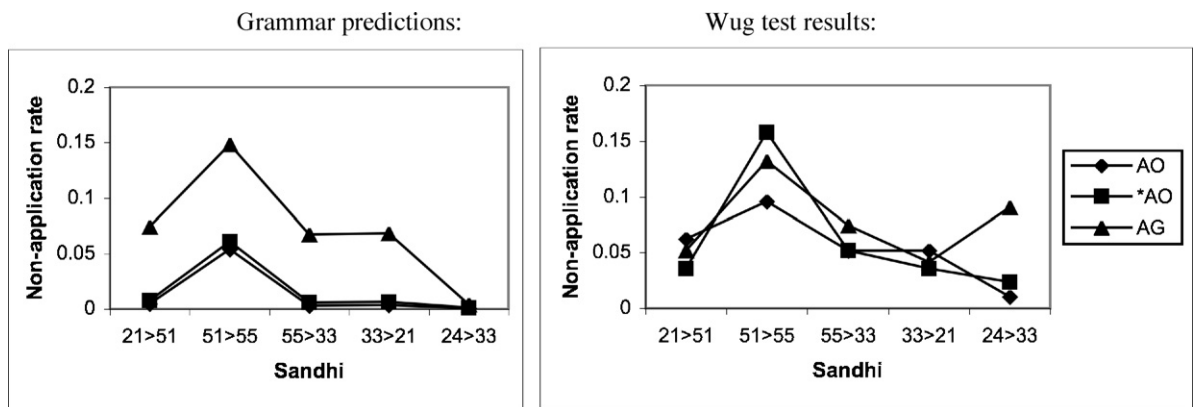 Grammar predictions:
Wug test results:
Non-application rate
0.2
0.15
0.1
0.05
0
21>51 51>55 55>33 33>21 24>33
Sandhi
Non-application rate
0.2
0.15
0.1
0.05
0
21>51 51>55 55>33 33>21 24>33
Sandhi
AO
*AO
AG